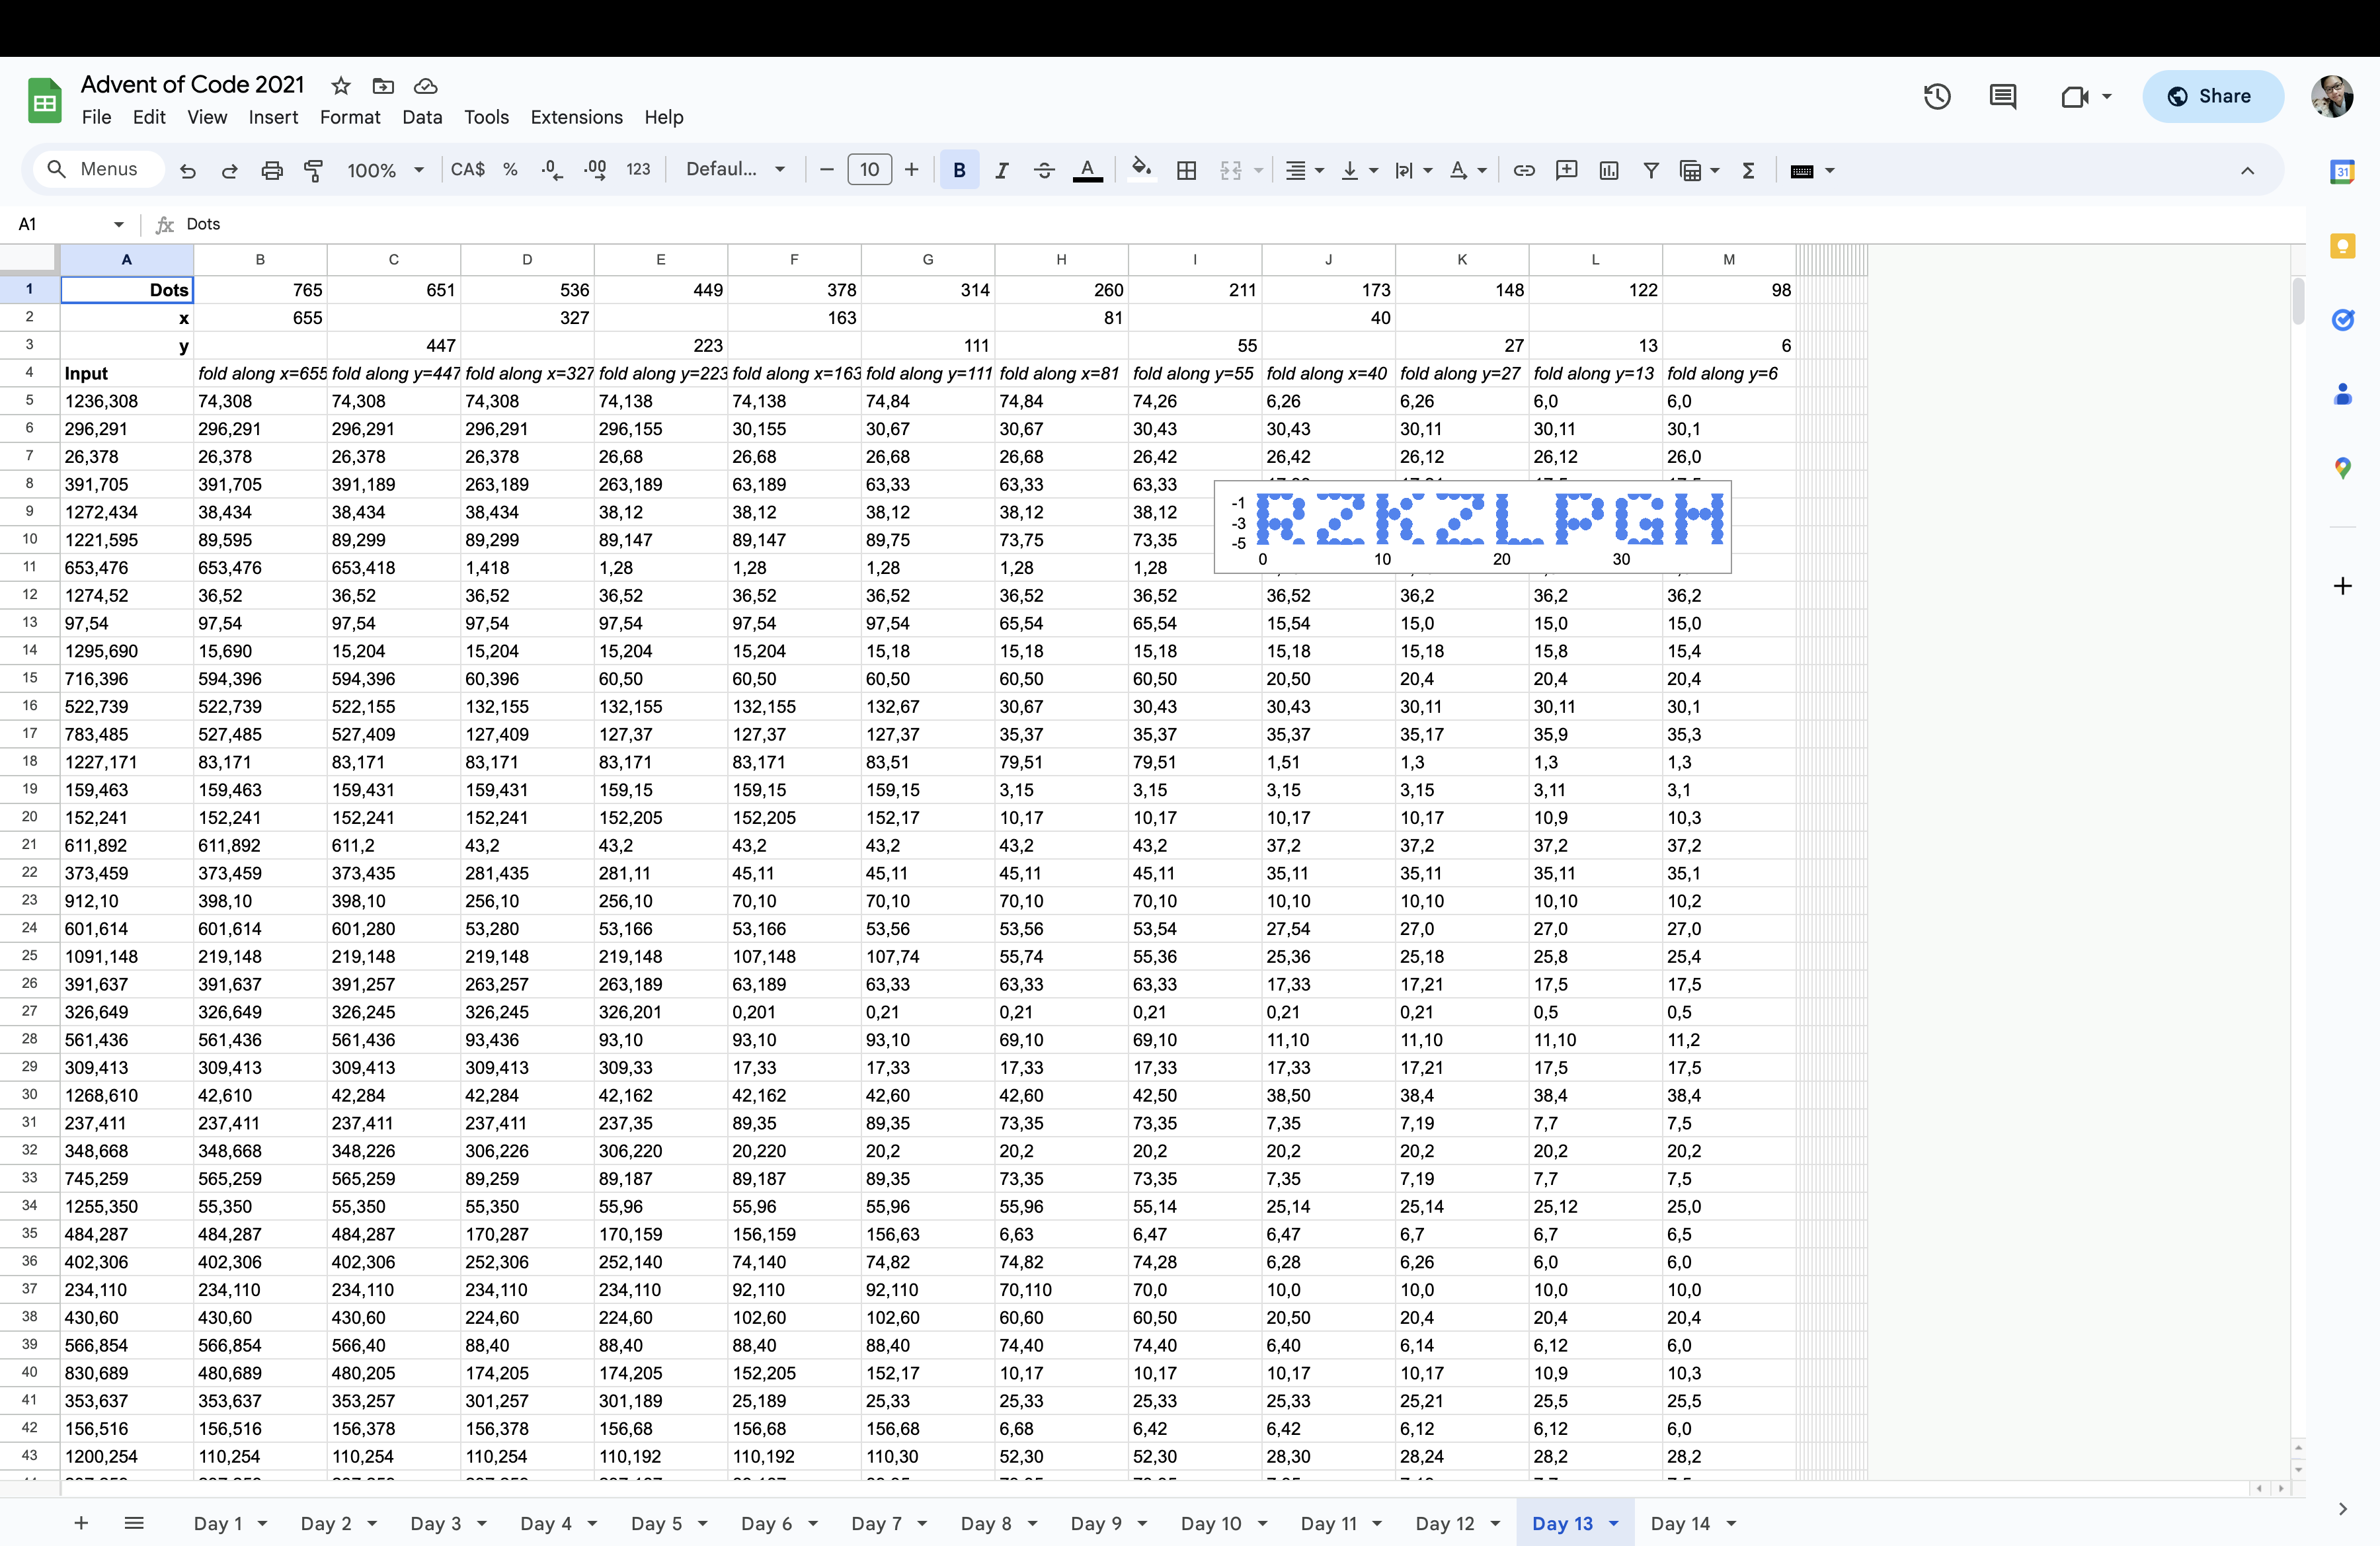 Advent of Code 2021
File Edit View Insert Format Data Tools Extensions Help
Share
Menus 100% CA$ % .0 .00 123 Defaul... 10 B I A A Σ
31
A1 fx Dots
A B C D E F G H I J K L M
1 Dots 765 651 536 449 378 314 260 211 173 148 122 98
2 x 655 327 163 81 40
3 y 447 223 111 55 27 13 6
4 Input fold along x=655 fold along y=447 fold along x=327 fold along y=223 fold along x=163 fold along y=111 fold along x=81 fold along y=55 fold along x=40 fold along y=27 fold along y=13 fold along y=6
5 1236,308 74,308 74,308 74,308 74,138 74,138 74,84 74,84 74,26 6,26 6,26 6,0 6,0
6 296,291 296,291 296,291 296,291 296,155 30,155 30,67 30,67 30,43 30,43 30,11 30,11 30,1
7 26,378 26,378 26,378 26,378 26,68 26,68 26,68 26,68 26,42 26,42 26,12 26,12 26,0
8 391,705 391,705 391,189 263,189 263,189 63,189 63,33 63,33 63,33
9 1272,434 38,434 38,434 38,434 38,12 38,12 38,12 38,12 38,12
10 1221,595 89,595 89,299 89,299 89,147 89,147 89,75 73,75 73,35
11 653,476 653,476 653,418 1,418 1,28 1,28 1,28 1,28 1,28
-1
-3
-5
RZKZLPGH
0 10 20 30
12 1274,52 36,52 36,52 36,52 36,52 36,52 36,52 36,52 36,52 36,52 36,2 36,2 36,2
13 97,54 97,54 97,54 97,54 97,54 97,54 97,54 65,54 65,54 15,54 15,0 15,0 15,0
14 1295,690 15,690 15,204 15,204 15,204 15,204 15,18 15,18 15,18 15,18 15,18 15,8 15,4
15 716,396 594,396 594,396 60,396 60,50 60,50 60,50 60,50 60,50 20,50 20,4 20,4 20,4
16 522,739 522,739 522,155 132,155 132,155 132,155 132,67 30,67 30,43 30,43 30,11 30,11 30,1
17 783,485 527,485 527,409 127,409 127,37 127,37 127,37 35,37 35,37 35,37 35,17 35,9 35,3
18 1227,171 83,171 83,171 83,171 83,171 83,171 83,51 79,51 79,51 1,51 1,3 1,3 1,3
19 159,463 159,463 159,431 159,431 159,15 159,15 159,15 3,15 3,15 3,15 3,15 3,11 3,1
20 152,241 152,241 152,241 152,241 152,205 152,205 152,17 10,17 10,17 10,17 10,17 10,9 10,3
21 611,892 611,892 611,2 43,2 43,2 43,2 43,2 43,2 43,2 37,2 37,2 37,2 37,2
22 373,459 373,459 373,435 281,435 281,11 45,11 45,11 45,11 45,11 35,11 35,11 35,11 35,1
23 912,10 398,10 398,10 256,10 256,10 70,10 70,10 70,10 70,10 10,10 10,10 10,10 10,2
24 601,614 601,614 601,280 53,280 53,166 53,166 53,56 53,56 53,54 27,54 27,0 27,0 27,0
25 1091,148 219,148 219,148 219,148 219,148 107,148 107,74 55,74 55,36 25,36 25,18 25,8 25,4
26 391,637 391,637 391,257 263,257 263,189 63,189 63,33 63,33 63,33 17,33 17,21 17,5 17,5
27 326,649 326,649 326,245 326,245 326,201 0,201 0,21 0,21 0,21 0,21 0,21 0,5 0,5
28 561,436 561,436 561,436 93,436 93,10 93,10 93,10 69,10 69,10 11,10 11,10 11,10 11,2
29 309,413 309,413 309,413 309,413 309,33 17,33 17,33 17,33 17,33 17,33 17,21 17,5 17,5
30 1268,610 42,610 42,284 42,284 42,162 42,162 42,60 42,60 42,50 38,50 38,4 38,4 38,4
31 237,411 237,411 237,411 237,411 237,35 89,35 89,35 73,35 73,35 7,35 7,19 7,7 7,5
32 348,668 348,668 348,226 306,226 306,220 20,220 20,2 20,2 20,2 20,2 20,2 20,2 20,2
33 745,259 565,259 565,259 89,259 89,187 89,187 89,35 73,35 73,35 7,35 7,19 7,7 7,5
34 1255,350 55,350 55,350 55,350 55,96 55,96 55,96 55,96 55,14 25,14 25,14 25,12 25,0
35 484,287 484,287 484,287 170,287 170,159 156,159 156,63 6,63 6,47 6,47 6,7 6,7 6,5
36 402,306 402,306 402,306 252,306 252,140 74,140 74,82 74,82 74,28 6,28 6,26 6,0 6,0
37 234,110 234,110 234,110 234,110 234,110 92,110 92,110 70,110 70,0 10,0 10,0 10,0 10,0
38 430,60 430,60 430,60 224,60 224,60 102,60 102,60 60,60 60,50 20,50 20,4 20,4 20,4
39 566,854 566,854 566,40 88,40 88,40 88,40 88,40 74,40 74,40 6,40 6,14 6,12 6,0
40 830,689 480,689 480,205 174,205 174,205 152,205 152,17 10,17 10,17 10,17 10,17 10,9 10,3
41 353,637 353,637 353,257 301,257 301,189 25,189 25,33 25,33 25,33 25,33 25,21 25,5 25,5
42 156,516 156,516 156,378 156,378 156,68 156,68 156,68 6,68 6,42 6,42 6,12 6,12 6,0
43 1200,254 110,254 110,254 110,254 110,192 110,192 110,30 52,30 52,30 28,30 28,24 28,2 28,2
Day 1 Day 2 Day 3 Day 4 Day 5 Day 6 Day 7 Day 8 Day 9 Day 10 Day 11 Day 12 Day 13 Day 14